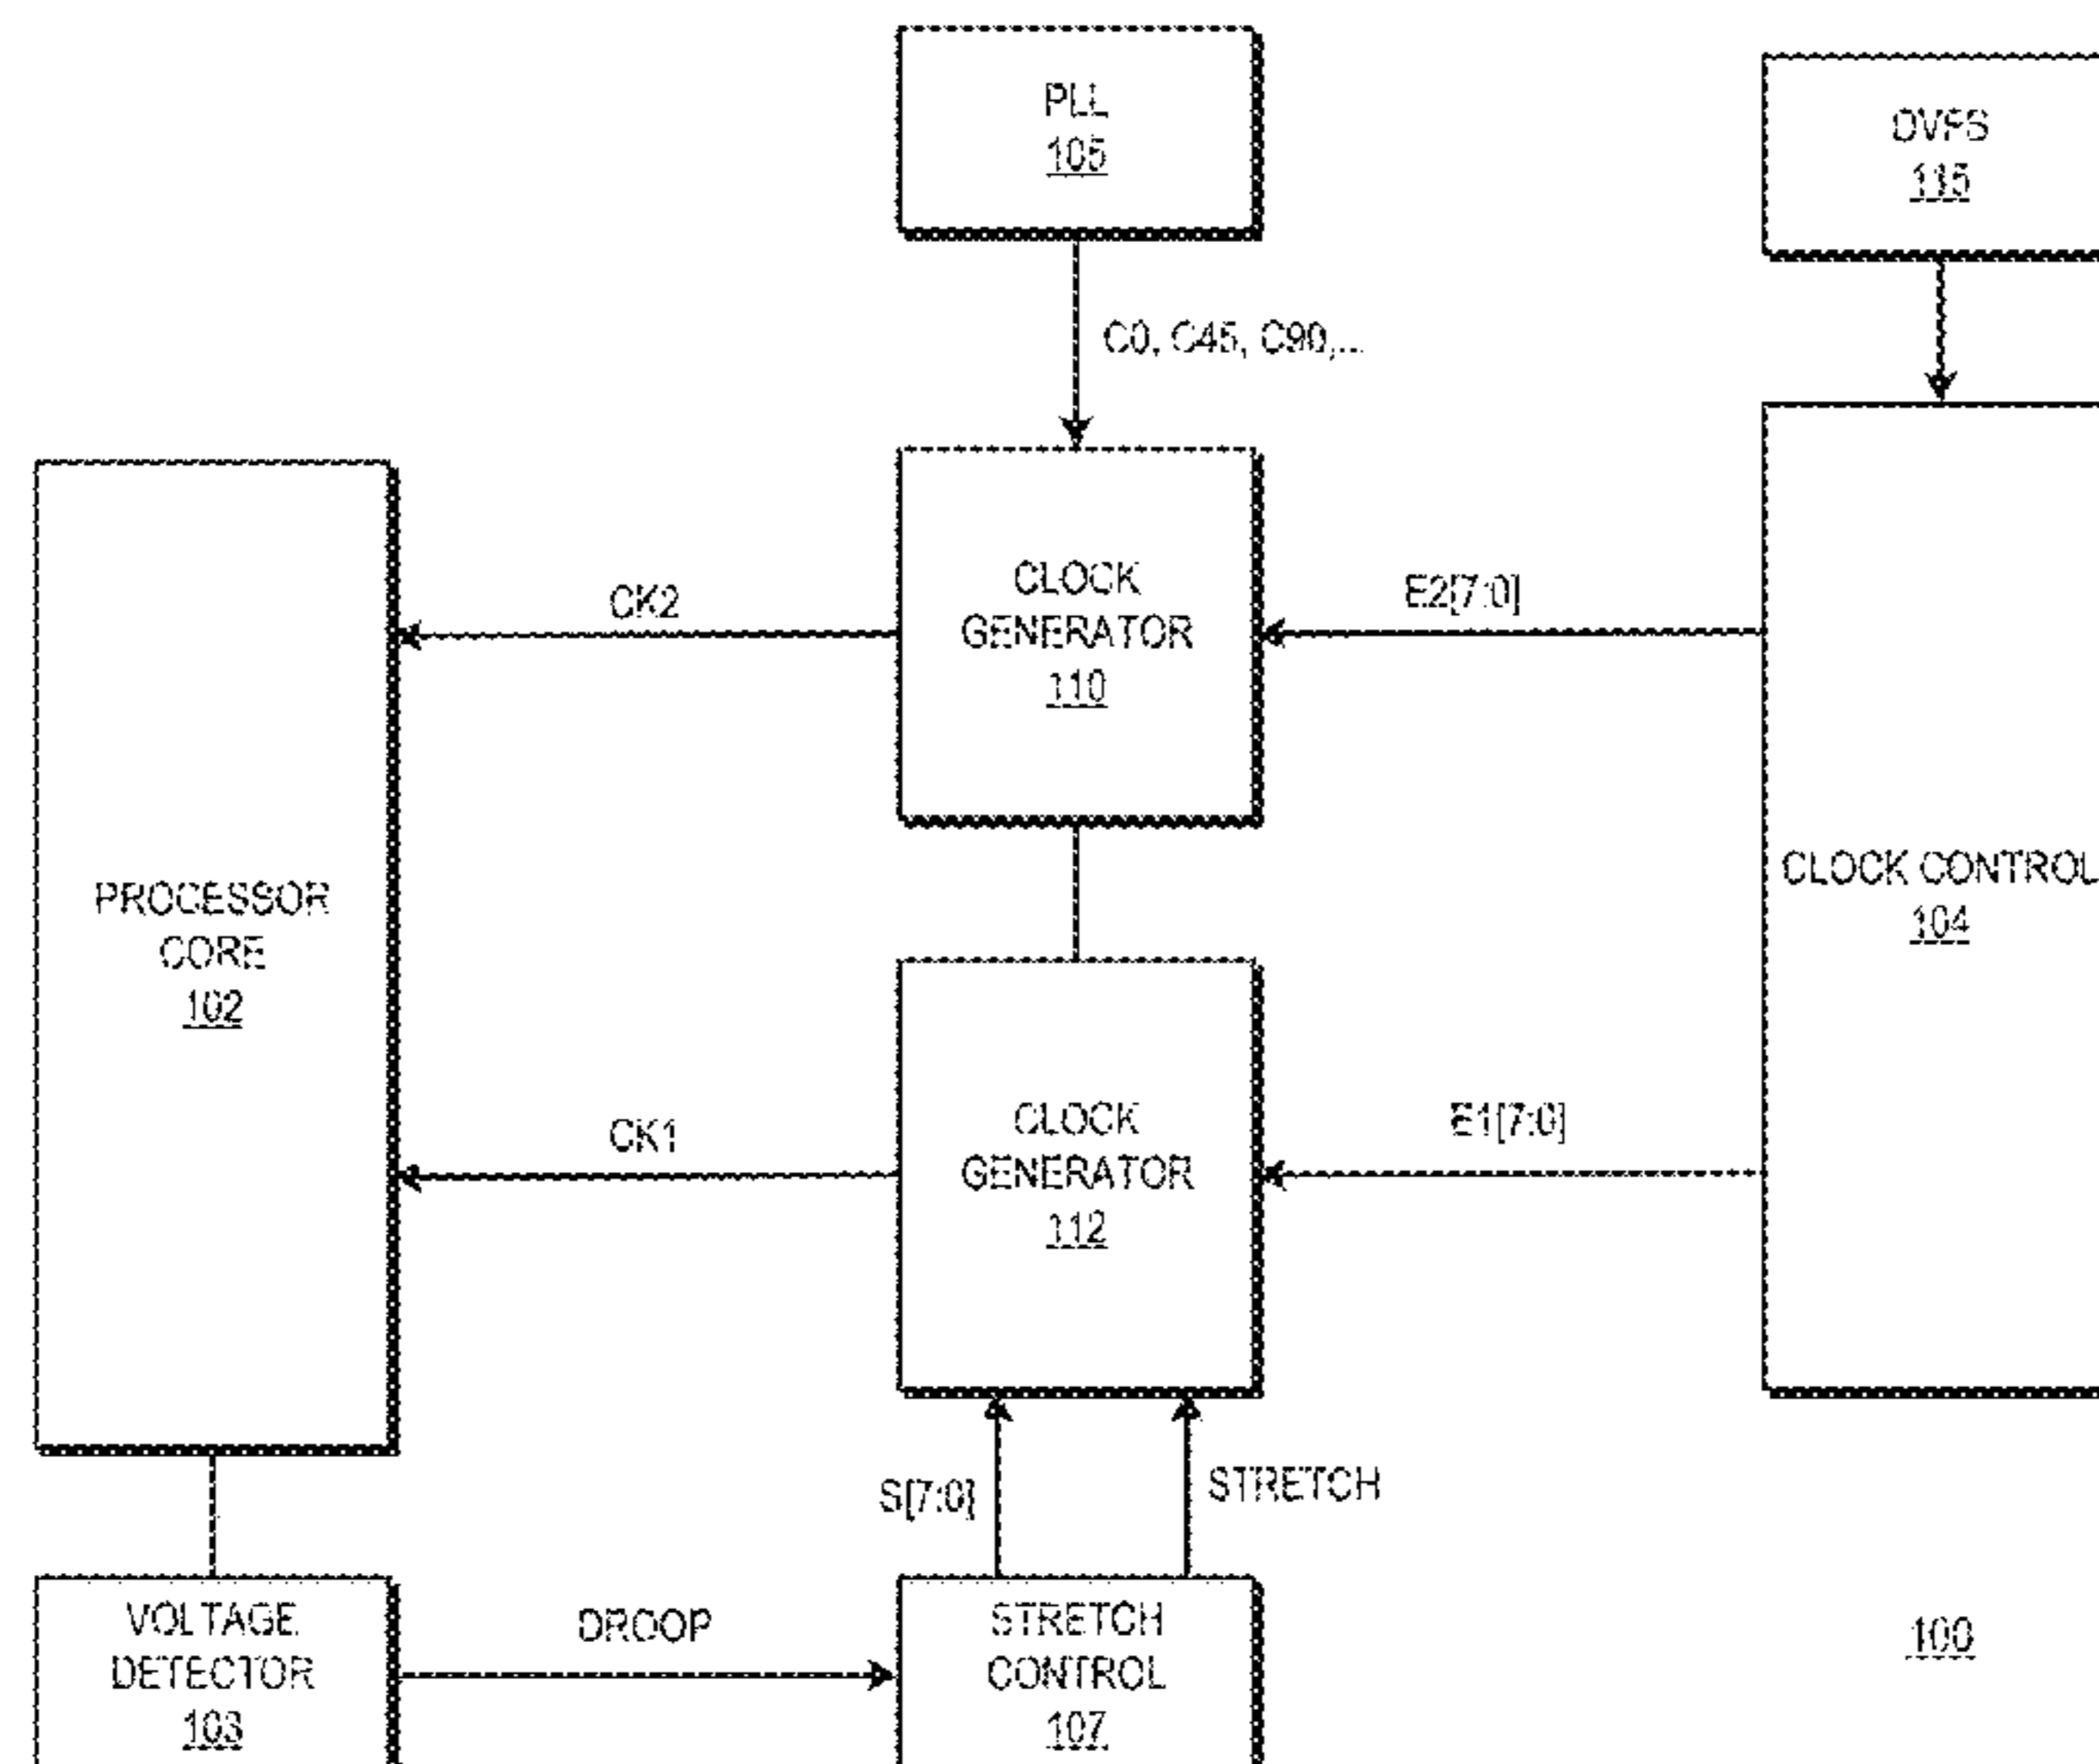 PLL
105
DVFS
115
C0, C45, C90,...
CLOCK
GENERATOR
110
CK2
E2[7:0]
PROCESSOR
CORE
102
CLOCK CONTROL
104
CLOCK
GENERATOR
112
CK1
E1[7:0]
S[7:0]
STRETCH
VOLTAGE
DETECTOR
DROOP
STRETCH
CONTROL
107
100